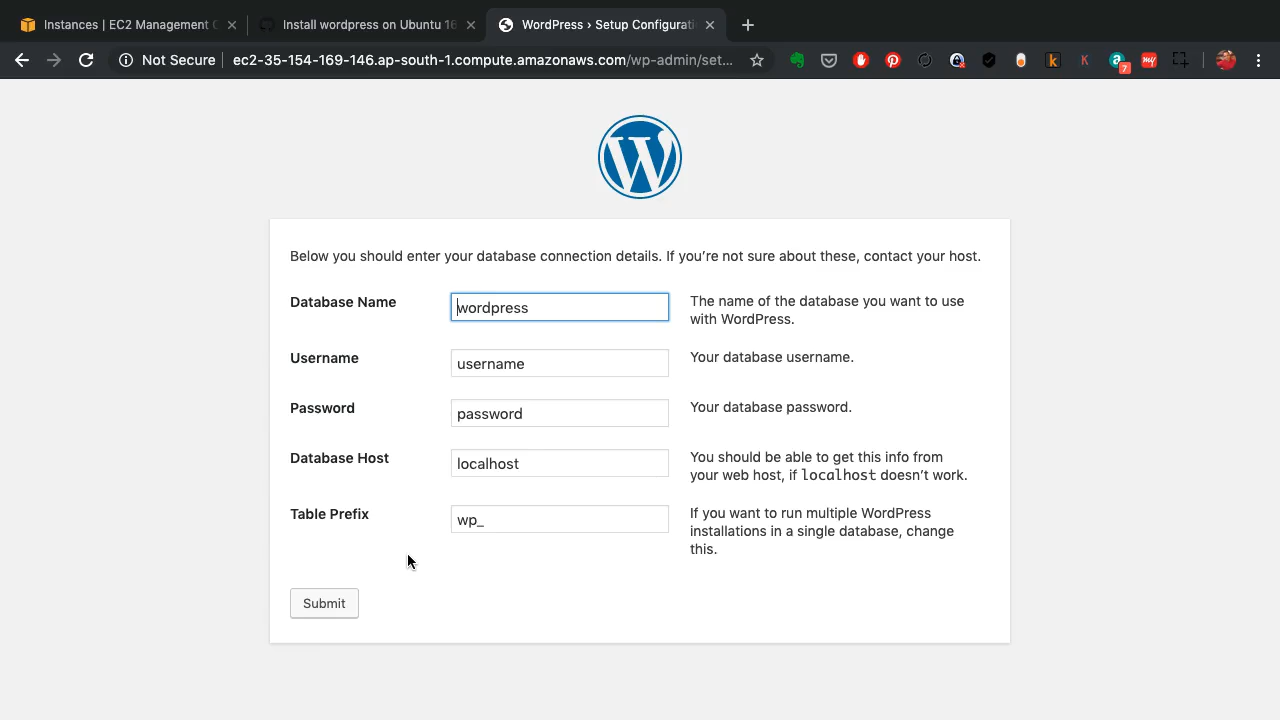 Instances | EC2 Management C
Install wordpress on Ubuntu 16
WordPress › Setup Configurati
Not Secure
ec2-35-154-169-146.ap-south-1.compute.amazonaws.com/wp-admin/set...
k
K
a
7
my
W
Below you should enter your database connection details. If you’re not sure about these, contact your host.
Database Name
wordpress
The name of the database you want to use
with WordPress.
Username
username
Your database username.
Password
password
Your database password.
Database Host
localhost
You should be able to get this info from
your web host, if localhost doesn’t work.
Table Prefix
wp_
If you want to run multiple WordPress
installations in a single database, change
this.
Submit